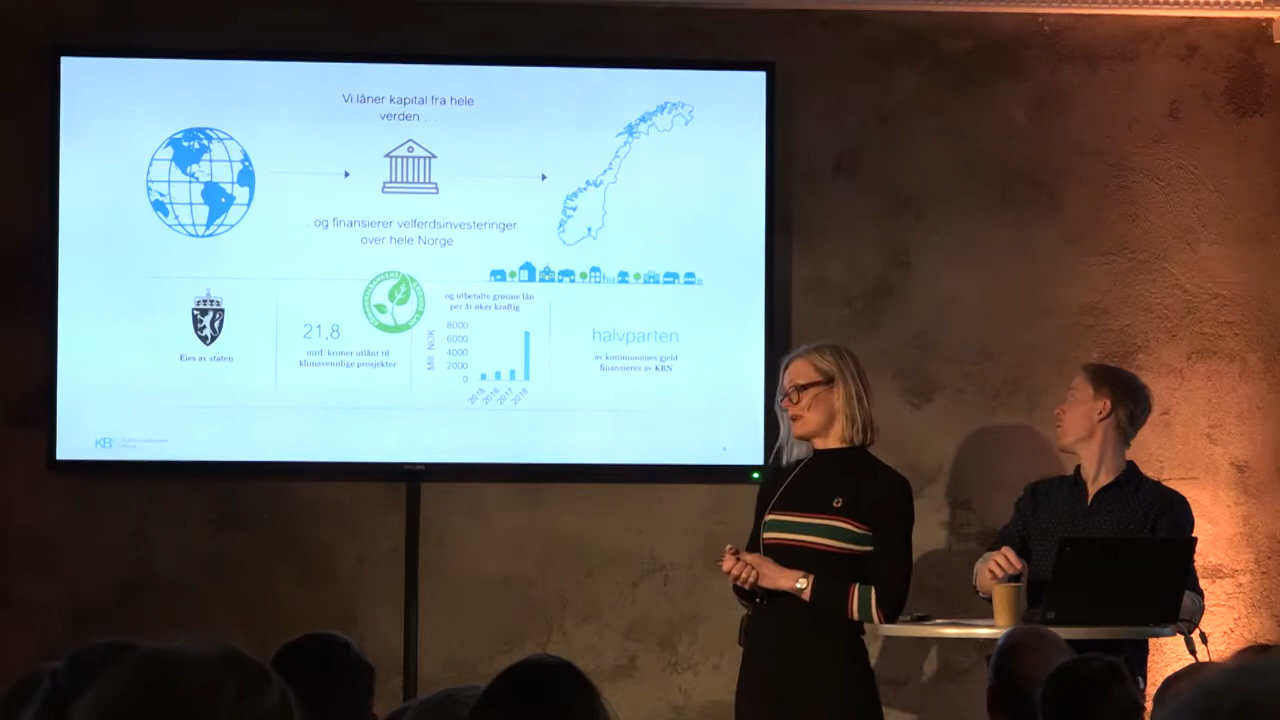 Vi låner kapital fra hele
verden ...
... og finansierer velferdsinvesteringer
over hele Norge
Eies av staten
21,8
mrd. kroner utlånt til
klimavennlige prosjekter
... og utbetalte grønne lån
per år øker kraftig
Mill. NOK
8000
6000
4000
2000
0
2015
2016
2017
2018
halvparten
av kommunenes gjeld
finansieres av KBN
KBN
PHILIPS